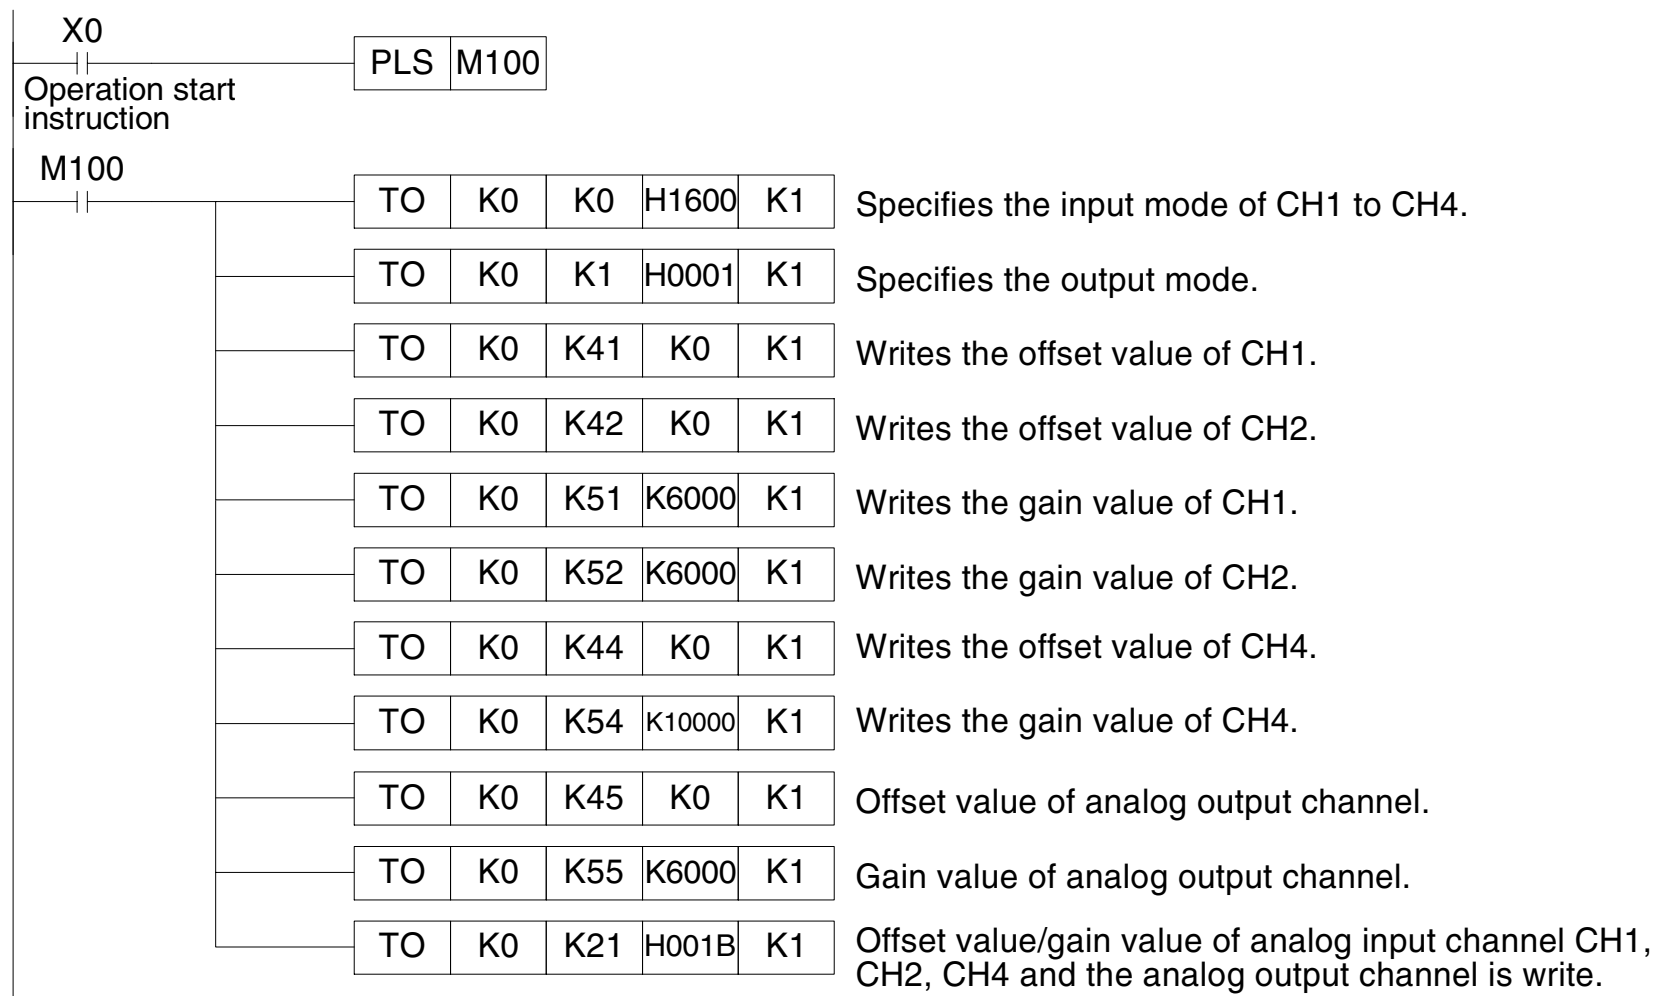 X0
PLS M100
Operation start
instruction
M100
TO K0 K0 H1600 K1 Specifies the input mode of CH1 to CH4.
TO K0 K1 H0001 K1 Specifies the output mode.
TO K0 K41 K0 K1 Writes the offset value of CH1.
TO K0 K42 K0 K1 Writes the offset value of CH2.
TO K0 K51 K6000 K1 Writes the gain value of CH1.
TO K0 K52 K6000 K1 Writes the gain value of CH2.
TO K0 K44 K0 K1 Writes the offset value of CH4.
TO K0 K54 K10000 K1 Writes the gain value of CH4.
TO K0 K45 K0 K1 Offset value of analog output channel.
TO K0 K55 K6000 K1 Gain value of analog output channel.
TO K0 K21 H001B K1 Offset value/gain value of analog input channel CH1,
CH2, CH4 and the analog output channel is write.